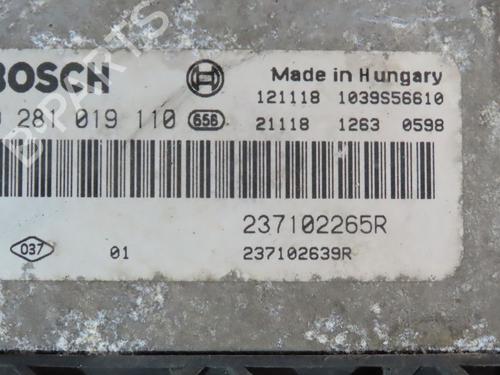 BOSCH
Made in Hungary
121118 1039S56610
281 019 110 656
21118 1263 0598
237102265R
037 01 237102639R